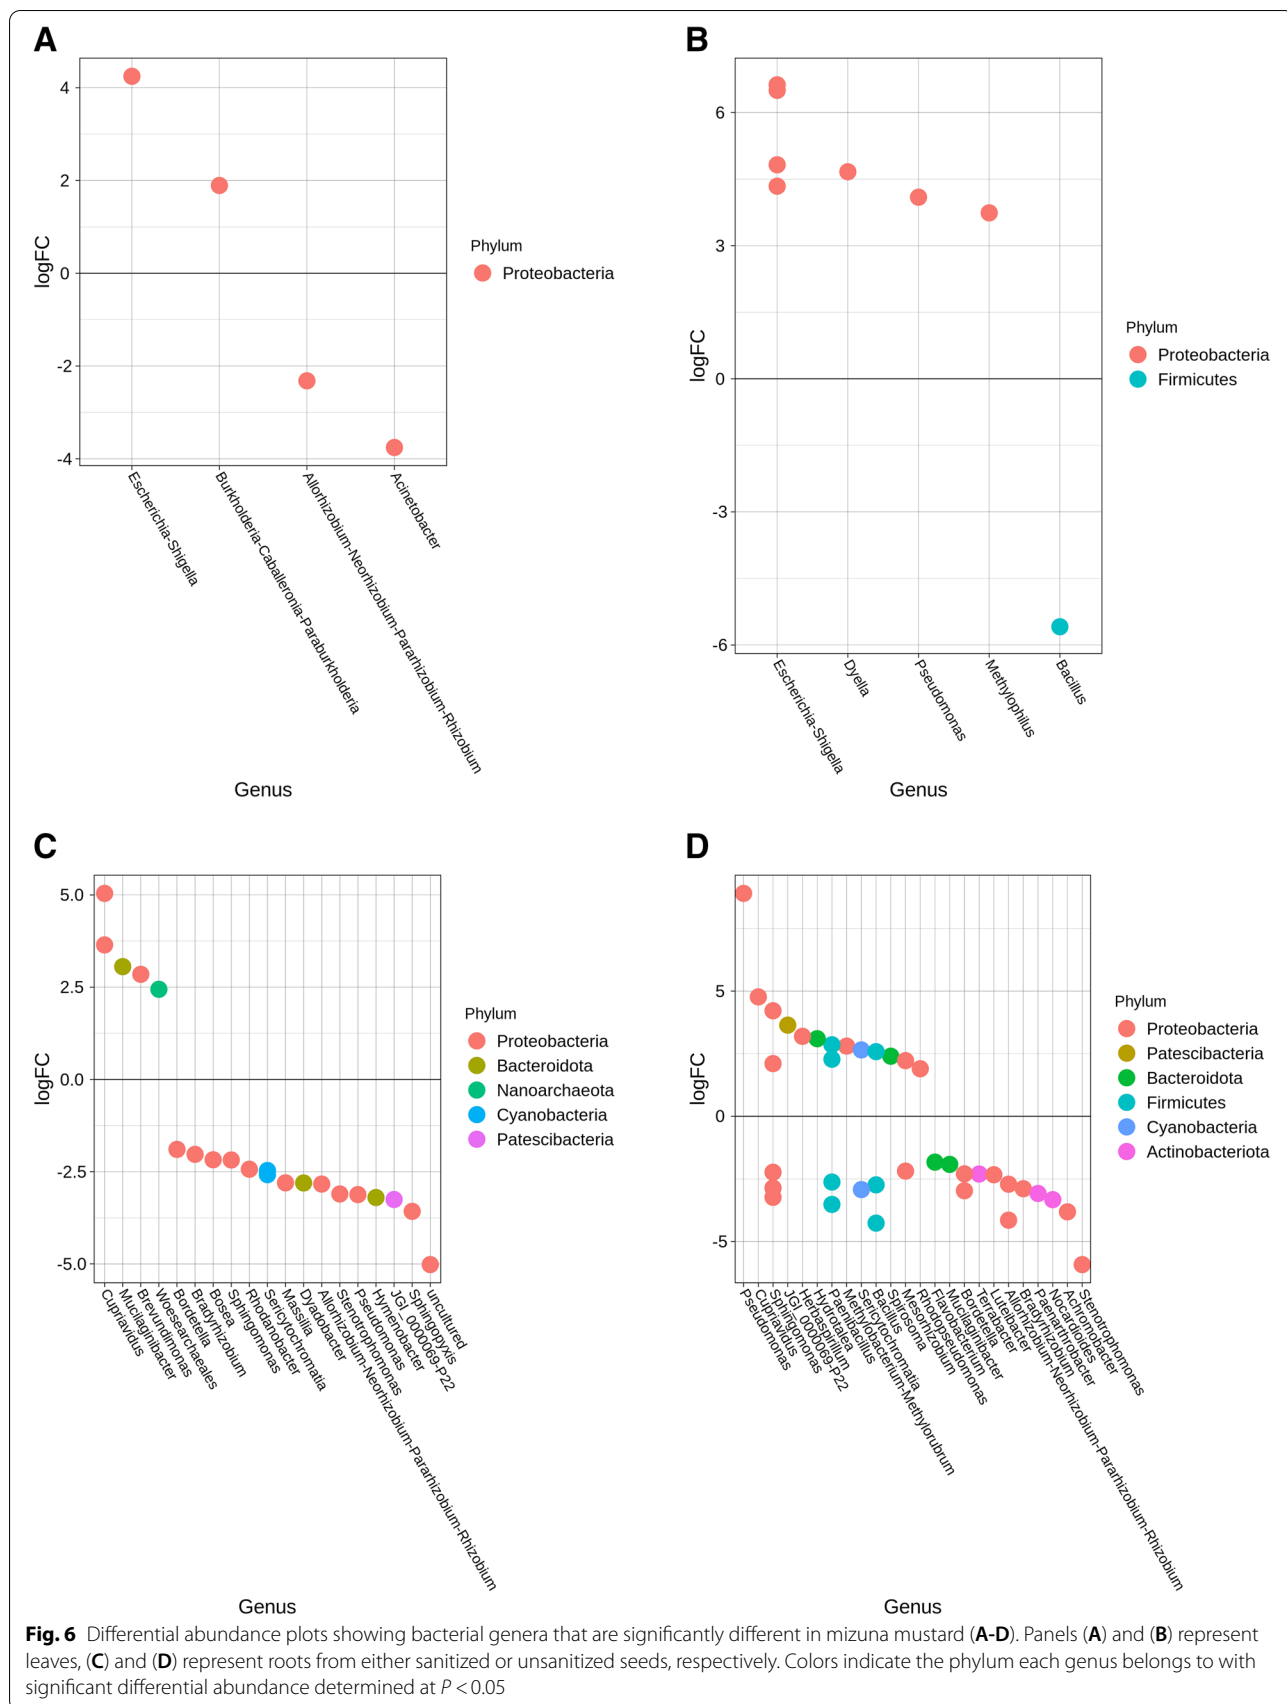 A
4
2
0
-2
-4
logFC
Escherichia-Shigella
Burkholderia-Caballeronia-Paraburkholderia
Allorhizobium-Neorhizobium-Pararhizobium-Rhizobium
Acinetobacter
Genus
Phylum
Proteobacteria
B
6
3
0
-3
-6
logFC
Escherichia-Shigella
Dyella
Pseudomonas
Methylophilus
Bacillus
Genus
Phylum
Proteobacteria
Firmicutes
C
5.0
2.5
0.0
-2.5
-5.0
logFC
Cupriavidus
Mucilaginibacter
Brevundimonas
Woesearchaeales
Bordetella
Bradyrhizobium
Bosea
Sphingomonas
Rhodanobacter
Sericytochromatia
Massilia
Dyadobacter
Allorhizobium-Neorhizobium-Pararhizobium-Rhizobium
Stenotrophomonas
Pseudomonas
Hymenobacter
JGI_0000069-P22
Sphingopyxis
uncultured
Genus
Phylum
Proteobacteria
Bacteroidota
Nanoarchaeota
Cyanobacteria
Patescibacteria
D
5
0
-5
logFC
Pseudomonas
Cupriavidus
Sphingomonas
JGI_0000069-P22
Herbaspirillum
Hydrotalea
Paenibacillus
Methylobacterium-Methylorubrum
Sericytochromatia
Bacillus
Spirosoma
Mesorhizobium
Rhodopseudomonas
Flavobacterium
Mucilaginibacter
Bordetella
Terrabacter
Luteibacter
Allorhizobium-Neorhizobium-Pararhizobium-Rhizobium
Bradyrhizobium
Paenarthrobacter
Nocardioides
Achromobacter
Stenotrophomonas
Genus
Phylum
Proteobacteria
Patescibacteria
Bacteroidota
Firmicutes
Cyanobacteria
Actinobacteriota
Fig. 6 Differential abundance plots showing bacterial genera that are significantly different in mizuna mustard (A-D). Panels (A) and (B) represent
leaves, (C) and (D) represent roots from either sanitized or unsanitized seeds, respectively. Colors indicate the phylum each genus belongs to with
significant differential abundance determined at P < 0.05